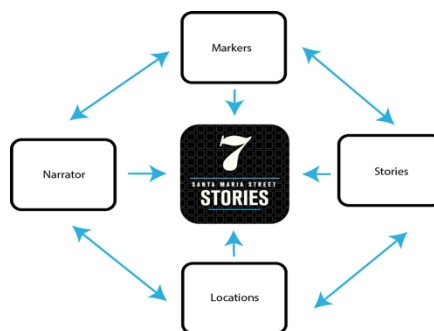 Markers
Narrator
7
SANTA MARIA STREET
STORIES
Stories
Locations